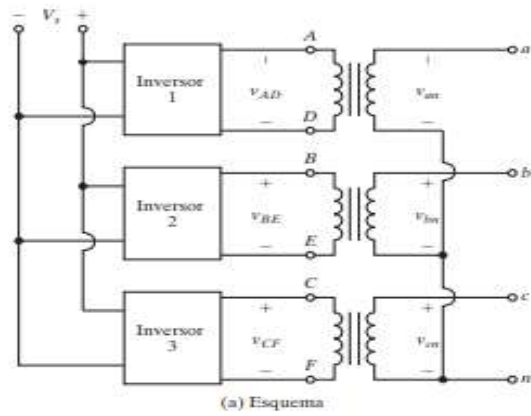 − V_s +
A
a
Inversor
1
+
v_AD
−
+
v_an
−
D
B
b
Inversor
2
+
v_BE
−
+
v_bn
−
E
C
c
Inversor
3
+
v_CF
−
+
v_cn
−
F
n
(a) Esquema